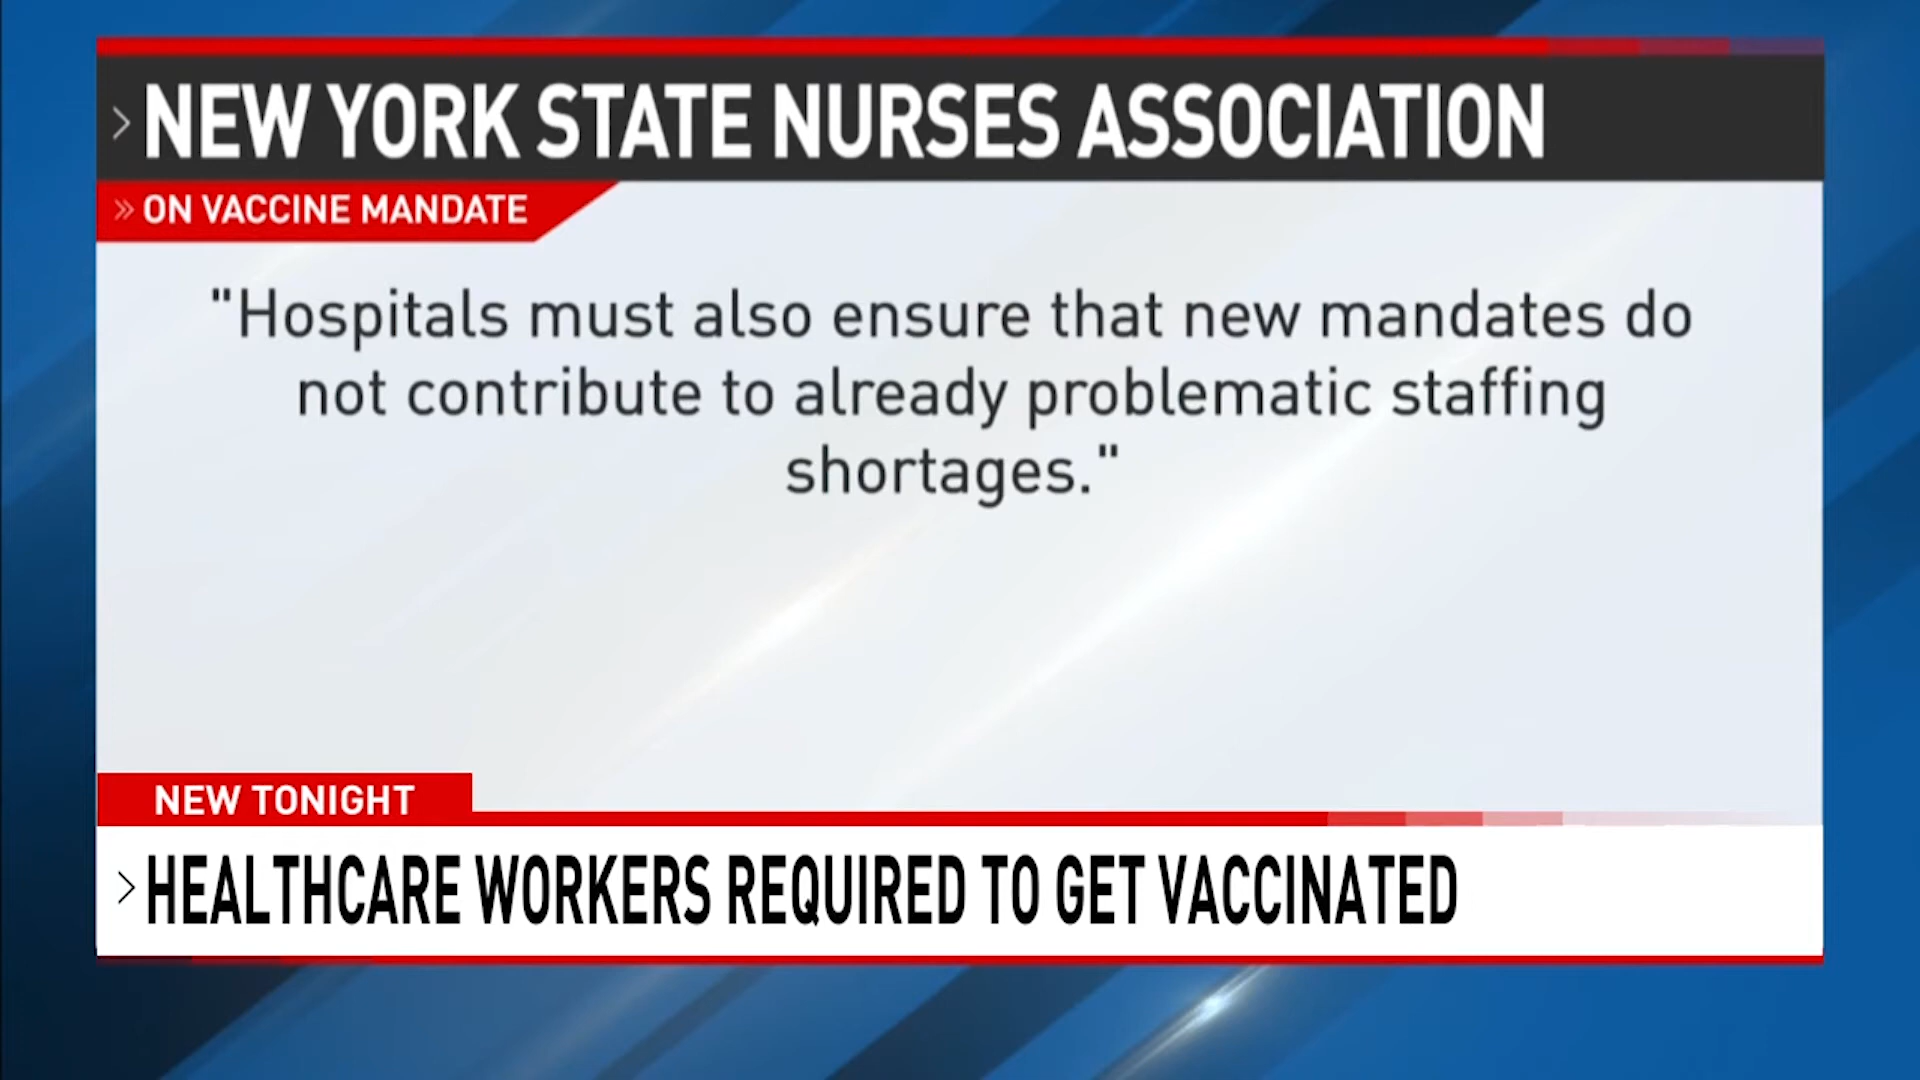 NEW YORK STATE NURSES ASSOCIATION
ON VACCINE MANDATE
"Hospitals must also ensure that new mandates do
not contribute to already problematic staffing
shortages."
NEW TONIGHT
HEALTHCARE WORKERS REQUIRED TO GET VACCINATED